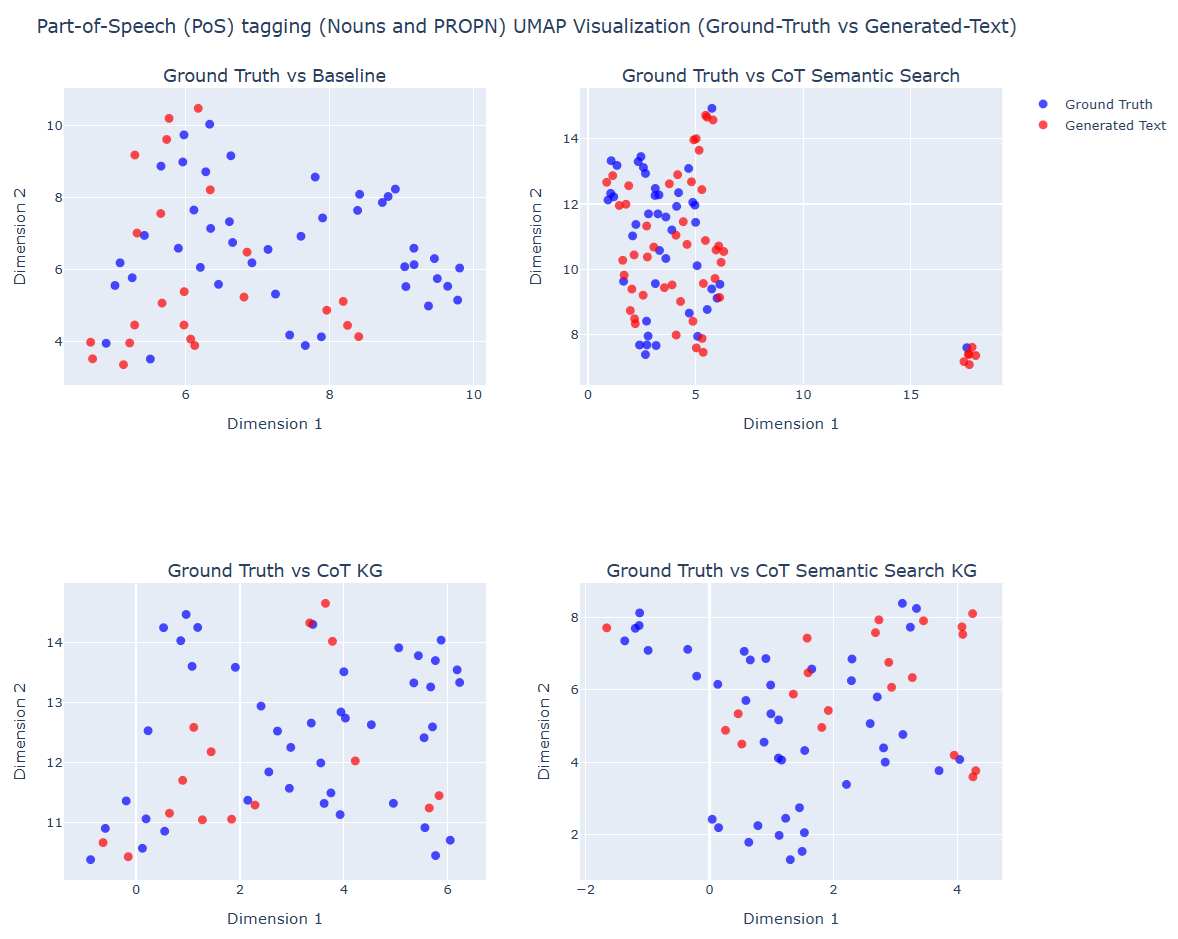 Part-of-Speech (PoS) tagging (Nouns and PROPN) UMAP Visualization (Ground-Truth vs Generated-Text)
Ground Truth vs Baseline
Dimension 2
10
8
6
4
6
8
10
Dimension 1
Ground Truth vs CoT Semantic Search
Dimension 2
14
12
10
8
0
5
10
15
Dimension 1
Ground Truth
Generated Text
Ground Truth vs CoT KG
Dimension 2
14
13
12
11
0
2
4
6
Dimension 1
Ground Truth vs CoT Semantic Search KG
Dimension 2
8
6
4
2
−2
0
2
4
Dimension 1